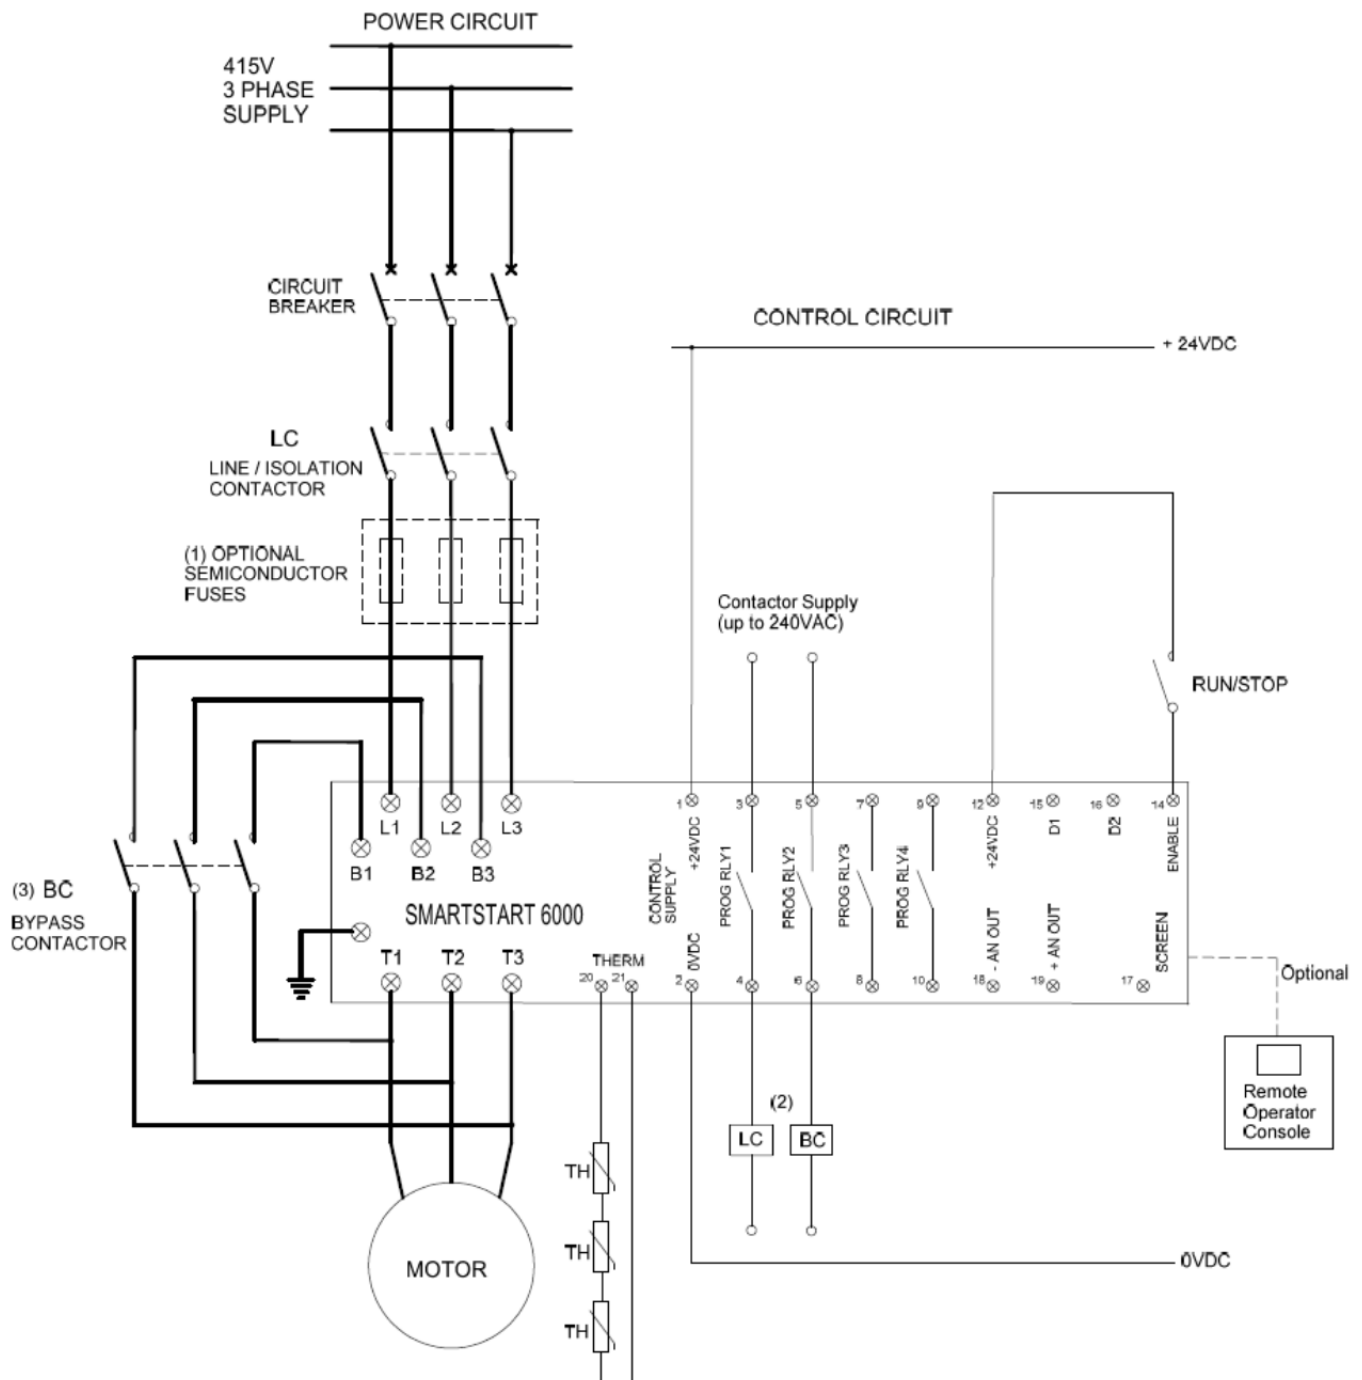 POWER CIRCUIT
415V
3 PHASE
SUPPLY
CIRCUIT
BREAKER
CONTROL CIRCUIT
+ 24VDC
LC
LINE / ISOLATION
CONTACTOR
(1) OPTIONAL
SEMICONDUCTOR
FUSES
Contactor Supply
(up to 240VAC)
RUN/STOP
1
3
5
7
9
12
15
16
14
L1
L2
L3
+24VDC
+24VDC
D1
D2
ENABLE
B1
B2
B3
CONTROL
SUPPLY
PROG RLY1
PROG RLY2
PROG RLY3
PROG RLY4
(3) BC
BYPASS
CONTACTOR
SMARTSTART 6000
T1
T2
T3
THERM
0VDC
- AN OUT
+ AN OUT
SCREEN
20
21
2
4
6
8
10
18
19
17
Optional
Remote
Operator
Console
(2)
LC
BC
TH
TH
TH
MOTOR
0VDC